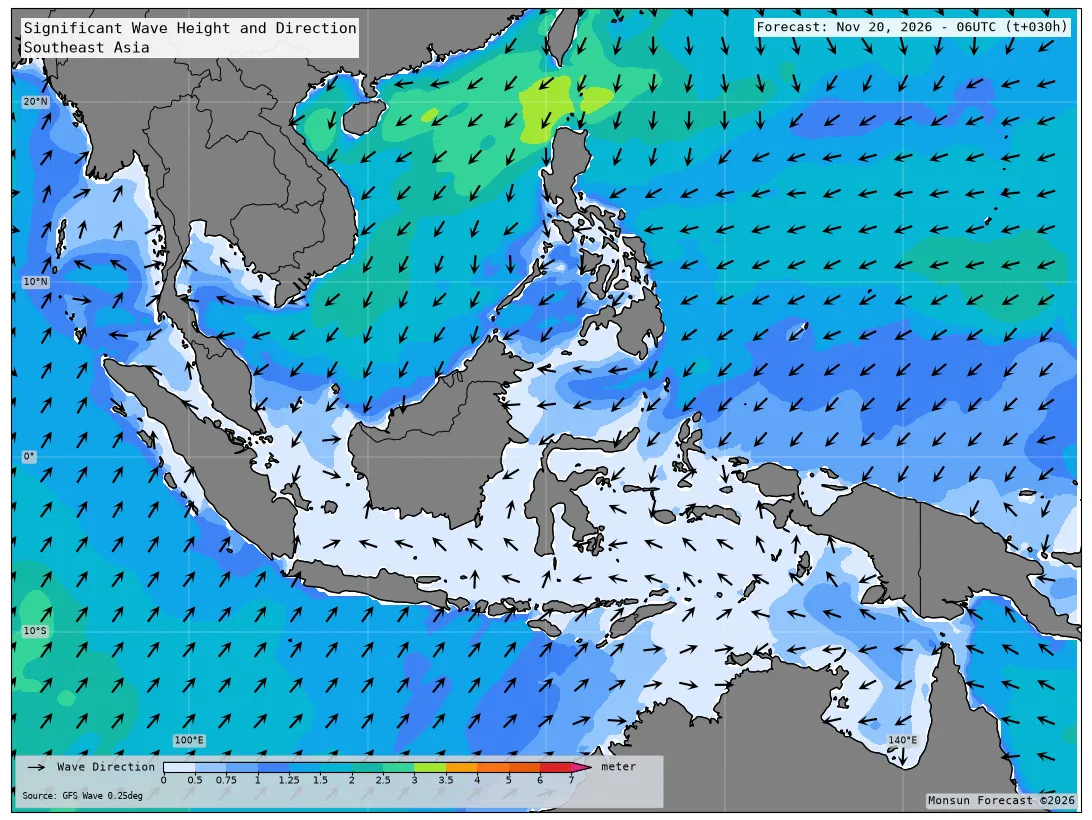 Significant Wave Height and Direction
Southeast Asia
Forecast: Nov 20, 2026 - 06UTC (t+030h)
20°N
10°N
0°
10°S
100°E
140°E
Wave Direction
meter
0 0.5 0.75 1 1.25 1.5 2 2.5 3 3.5 4 5 6 7
Source: GFS Wave 0.25deg
Monsun Forecast ©2026